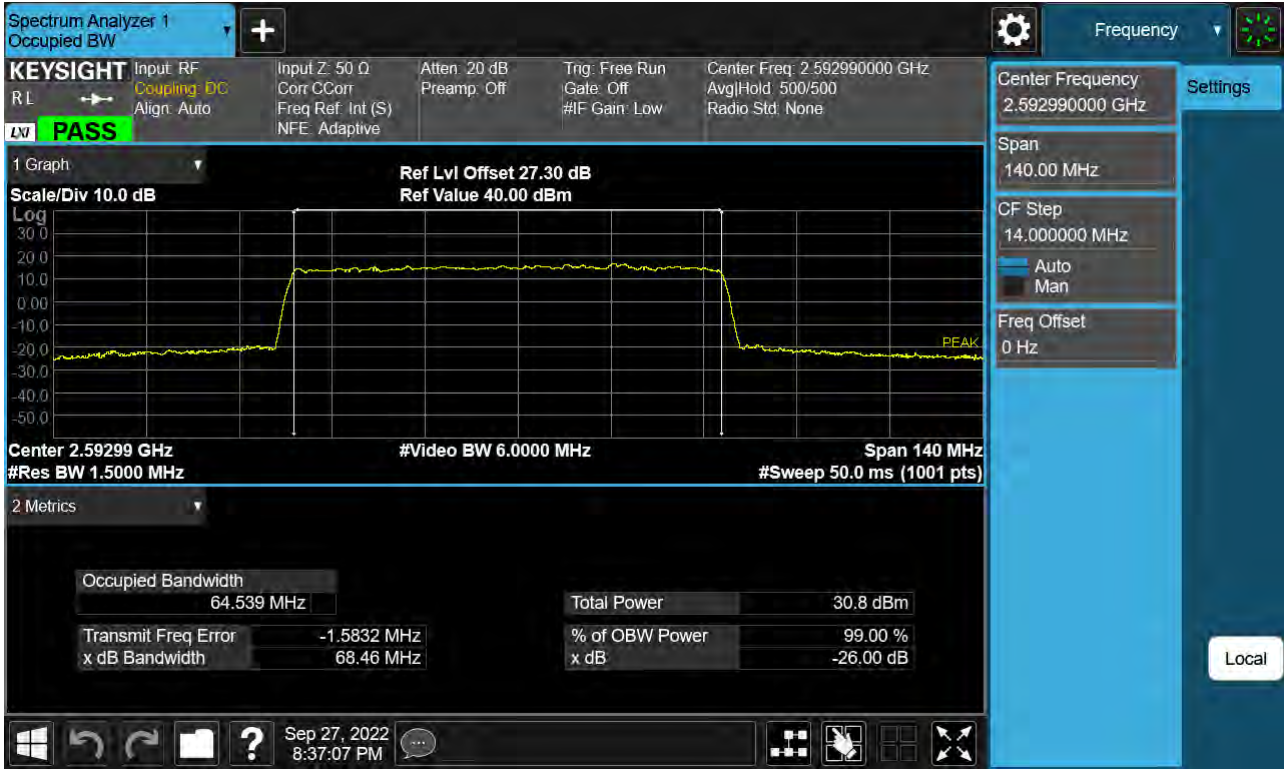 Spectrum Analyzer 1
Occupied BW
Frequency
KEYSIGHT
R L
LXI
PASS
Input: RF
Coupling: DC
Align: Auto
Input Z: 50 Ω
Corr CCorr
Freq Ref: Int (S)
NFE: Adaptive
Atten: 20 dB
Preamp: Off
Trig: Free Run
Gate: Off
#IF Gain: Low
Center Freq: 2.592990000 GHz
Avg|Hold: 500/500
Radio Std: None
Center Frequency
2.592990000 GHz
Settings
Span
140.00 MHz
CF Step
14.000000 MHz
Auto
Man
Freq Offset
0 Hz
Local
1 Graph
Scale/Div 10.0 dB
Ref Lvl Offset 27.30 dB
Ref Value 40.00 dBm
Log
30.0
20.0
10.0
0.00
-10.0
-20.0
-30.0
-40.0
-50.0
PEAK
Center 2.59299 GHz
#Video BW 6.0000 MHz
Span 140 MHz
#Res BW 1.5000 MHz
#Sweep 50.0 ms (1001 pts)
2 Metrics
Occupied Bandwidth
64.539 MHz
Total Power 30.8 dBm
Transmit Freq Error -1.5832 MHz
% of OBW Power 99.00 %
x dB Bandwidth 68.46 MHz
x dB -26.00 dB
?
Sep 27, 2022
8:37:07 PM